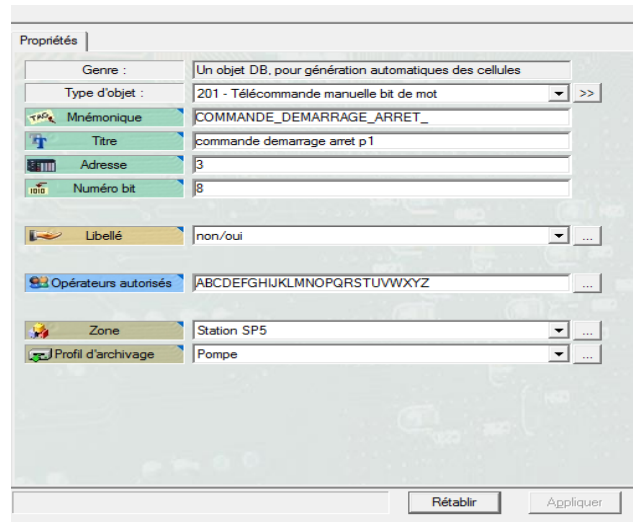 Propriétés
Genre : Un objet DB, pour génération automatiques des cellules
Type d'objet : 201 - Télécommande manuelle bit de mot >>
Mnémonique COMMANDE_DEMARRAGE_ARRET_
Titre commande demarrage arret p1
Adresse 3
Numéro bit 8
Libellé non/oui ...
Opérateurs autorisés ABCDEFGHIJKLMNOPQRSTUVWXYZ ...
Zone Station SP5 ...
Profil d'archivage Pompe ...
Rétablir Appliquer